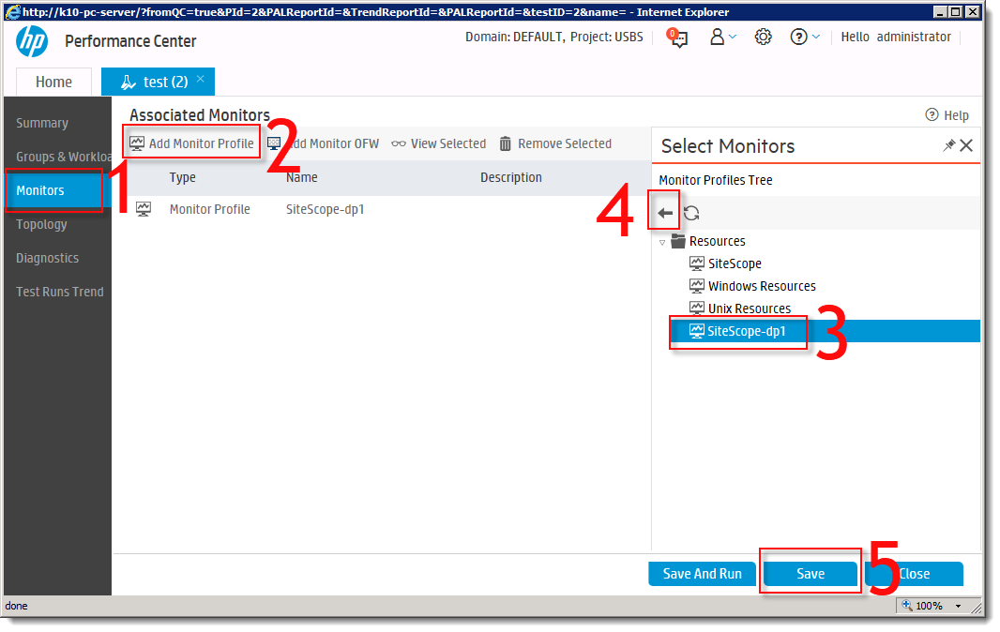 http://k10-pc-server/?fromQC=true&PId=2&PALReportId=&TrendReportId=&PALReportId=&testID=2&name= - Internet Explorer
hp Performance Center Domain: DEFAULT, Project: USBS 0 ? Hello administrator
Home test (2) ×
Summary
Groups & Workloa
Monitors
Topology
Diagnostics
Test Runs Trend
1
Associated Monitors
? Help
Add Monitor Profile 2 dd Monitor OFW View Selected Remove Selected
Type Name Description
Monitor Profile SiteScope-dp1
Select Monitors
Monitor Profiles Tree
4
Resources
SiteScope
Windows Resources
Unix Resources
SiteScope-dp1 3
Save And Run Save 5 Close
done 100%